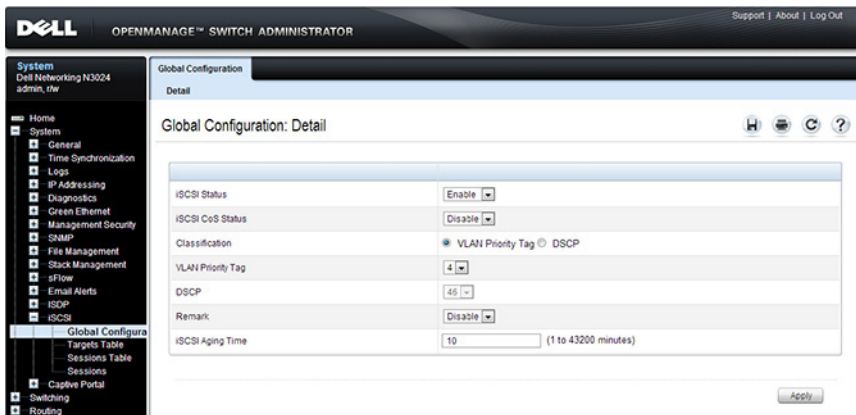 Support | About | Log Out
DELL OPENMANAGE™ SWITCH ADMINISTRATOR
System
Dell Networking N3024
admin, r/w
Home
System
General
Time Synchronization
Logs
IP Addressing
Diagnostics
Green Ethernet
Management Security
SNMP
File Management
Stack Management
sFlow
Email Alerts
ISDP
iSCSI
Global Configura
Targets Table
Sessions Table
Sessions
Captive Portal
Switching
Routing
Global Configuration
Detail
Global Configuration: Detail
iSCSI Status Enable
iSCSI CoS Status Disable
Classification VLAN Priority Tag DSCP
VLAN Priority Tag 4
DSCP 46
Remark Disable
iSCSI Aging Time 10 (1 to 43200 minutes)
Apply